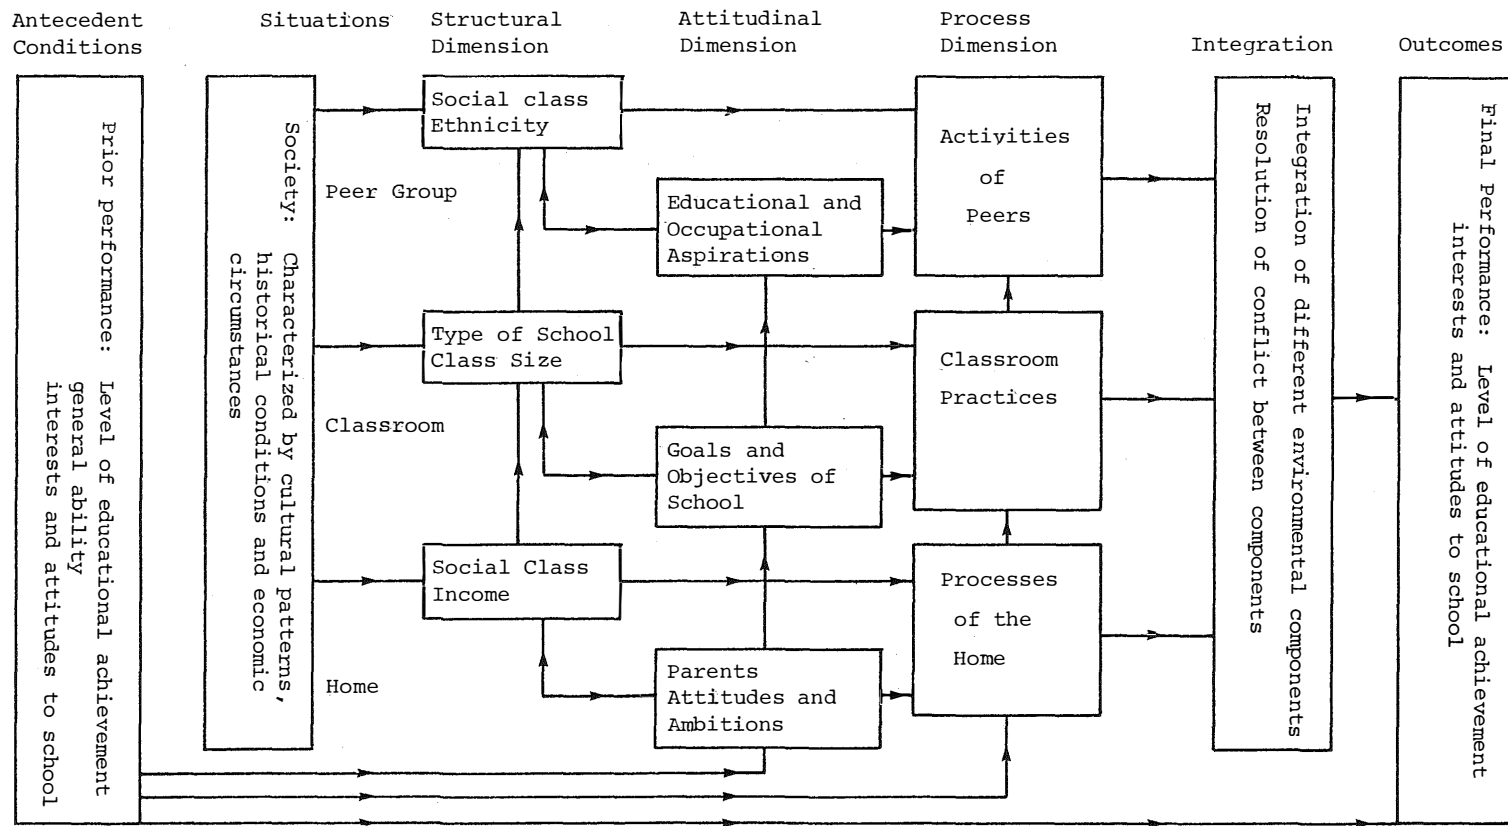 Antecedent
Conditions
Situations
Structural
Dimension
Attitudinal
Dimension
Process
Dimension
Integration
Outcomes
Prior performance: Level of educational achievement
general ability
interests and attitudes to school
Society: Characterized by cultural patterns,
historical conditions and economic
circumstances
Peer Group
Classroom
Home
Social class
Ethnicity
Type of School
Class Size
Social Class
Income
Educational and
Occupational
Aspirations
Goals and
Objectives of
School
Parents
Attitudes and
Ambitions
Activities
of
Peers
Classroom
Practices
Processes
of the
Home
Integration of different environmental components
Resolution of conflict between components
Final Performance: Level of educational achievement
interests and attitudes to school